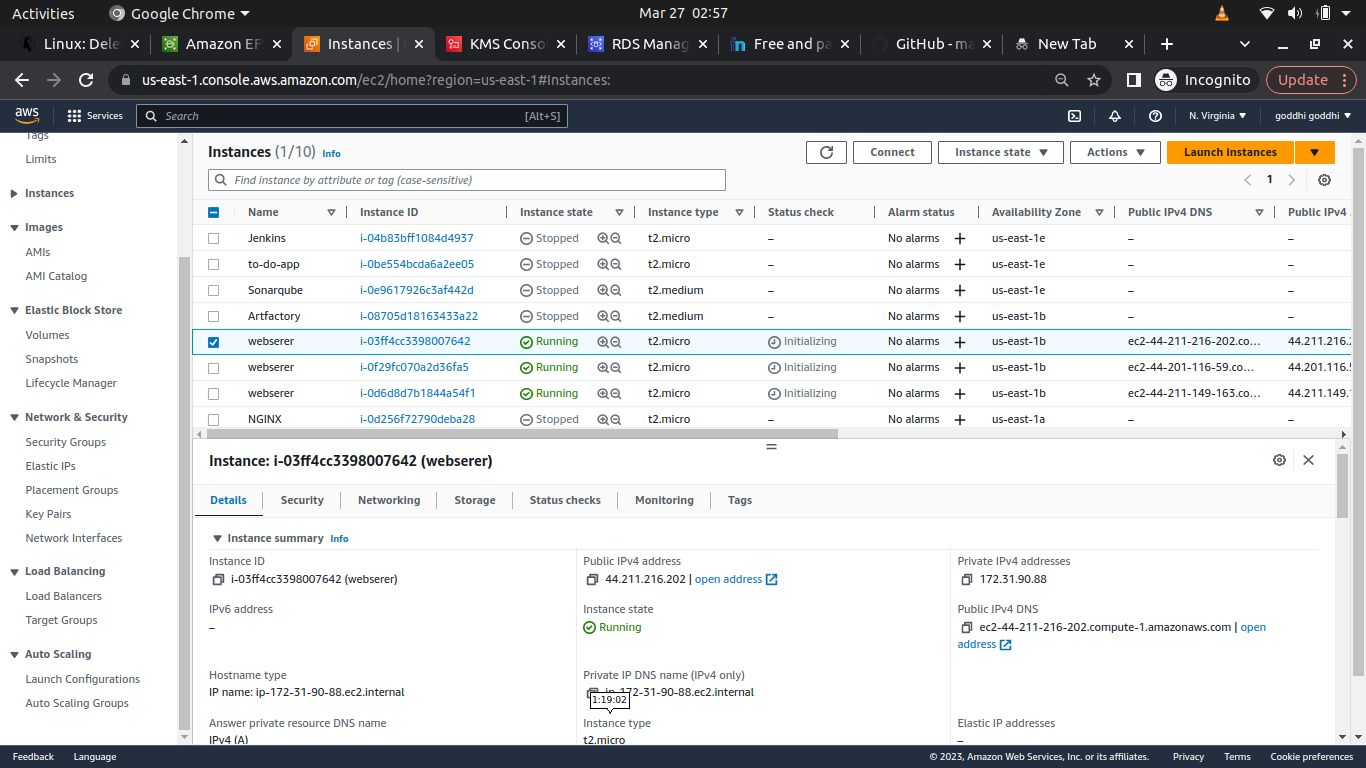 Activities Google Chrome Mar 27 02:57
Linux: Dele Amazon EF Instances | KMS Conso RDS Manag Free and pa GitHub - ma New Tab
us-east-1.console.aws.amazon.com/ec2/home?region=us-east-1#Instances: Incognito Update
aws Services Search [Alt+S] N. Virginia goddhi goddhi
Tags
Limits
Instances
Images
AMIs
AMI Catalog
Elastic Block Store
Volumes
Snapshots
Lifecycle Manager
Network & Security
Security Groups
Elastic IPs
Placement Groups
Key Pairs
Network Interfaces
Load Balancing
Load Balancers
Target Groups
Auto Scaling
Launch Configurations
Auto Scaling Groups
Instances (1/10) Info Connect Instance state Actions Launch instances
Find instance by attribute or tag (case-sensitive) 1
Name Instance ID Instance state Instance type Status check Alarm status Availability Zone Public IPv4 DNS Public IPv4
Jenkins i-04b83bff1084d4937 Stopped t2.micro – No alarms + us-east-1e – –
to-do-app i-0be554bcda6a2ee05 Stopped t2.micro – No alarms + us-east-1e – –
Sonarqube i-0e9617926c3af442d Stopped t2.medium – No alarms + us-east-1e – –
Artfactory i-08705d18163433a22 Stopped t2.medium – No alarms + us-east-1b – –
webserer i-03ff4cc3398007642 Running t2.micro Initializing No alarms + us-east-1b ec2-44-211-216-202.co... 44.211.216.
webserer i-0f29fc070a2d36fa5 Running t2.micro Initializing No alarms + us-east-1b ec2-44-201-116-59.co... 44.201.116.
webserer i-0d6d8d7b1844a54f1 Running t2.micro Initializing No alarms + us-east-1b ec2-44-211-149-163.co... 44.211.149.
NGINX i-0d256f72790deba28 Stopped t2.micro – No alarms + us-east-1a – –
Instance: i-03ff4cc3398007642 (webserer)
Details Security Networking Storage Status checks Monitoring Tags
Instance summary Info
Instance ID Public IPv4 address Private IPv4 addresses
i-03ff4cc3398007642 (webserer) 44.211.216.202 | open address 172.31.90.88
IPv6 address Instance state Public IPv4 DNS
– Running ec2-44-211-216-202.compute-1.amazonaws.com | open
address
Hostname type Private IP DNS name (IPv4 only)
IP name: ip-172-31-90-88.ec2.internal ip-172-31-90-88.ec2.internal
1:19:02
Answer private resource DNS name Instance type Elastic IP addresses
IPv4 (A) t2.micro –
Feedback Language © 2023, Amazon Web Services, Inc. or its affiliates. Privacy Terms Cookie preferences